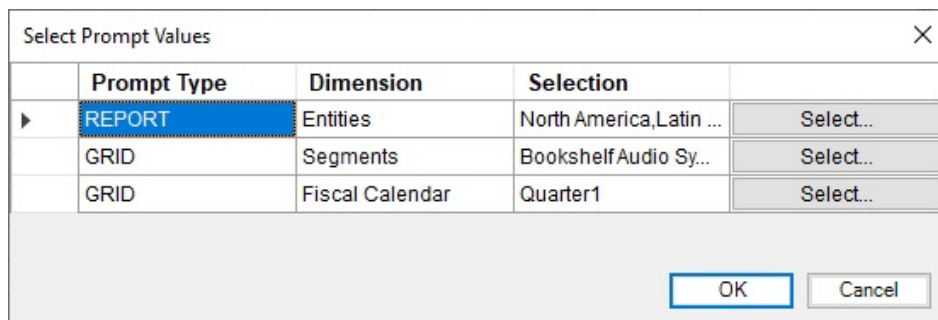 Select Prompt Values
Prompt Type Dimension Selection
REPORT Entities North America,Latin ... Select...
GRID Segments Bookshelf Audio Sy... Select...
GRID Fiscal Calendar Quarter1 Select...
OK Cancel